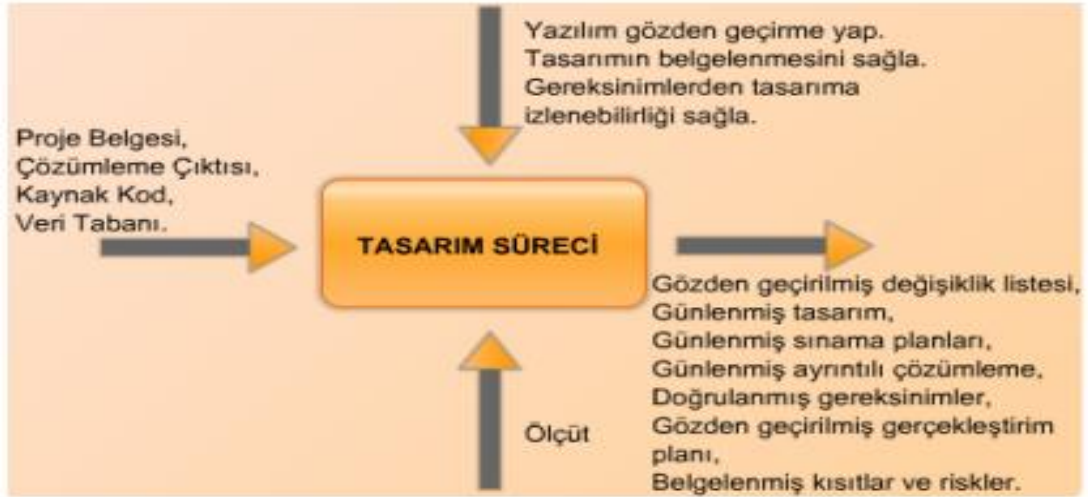 Yazılım gözden geçirme yap.
Tasarımın belgelenmesini sağla.
Gereksinimlerden tasarıma
izlenebilirliği sağla.
Proje Belgesi,
Çözümleme Çıktısı,
Kaynak Kod,
Veri Tabanı.
TASARIM SÜRECİ
Gözden geçirilmiş değişiklik listesi,
Günlenmiş tasarım,
Günlenmiş sınama planları,
Günlenmiş ayrıntılı çözümleme,
Doğrulanmış gereksinimler,
Gözden geçirilmiş gerçekleştirim
planı,
Belgelenmiş kısıtlar ve riskler.
Ölçüt